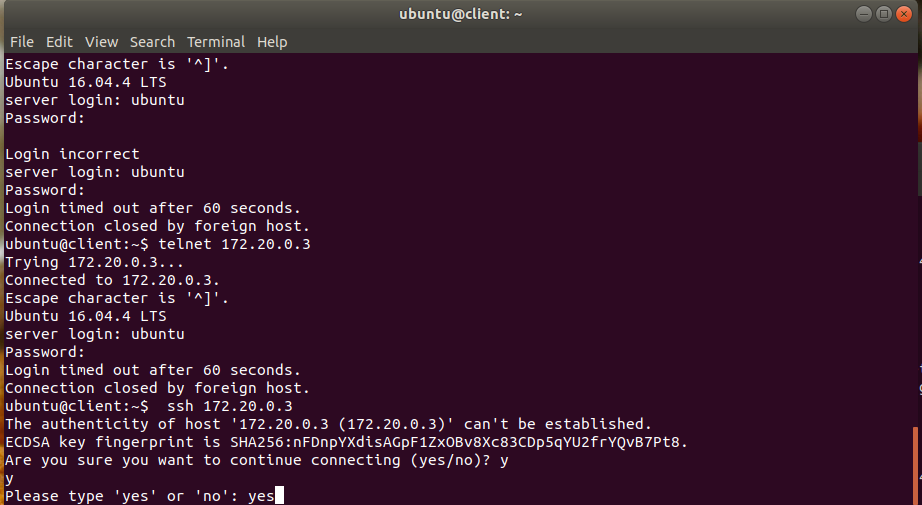 ubuntu@client: ~
File Edit View Search Terminal Help
Escape character is '^]'.
Ubuntu 16.04.4 LTS
server login: ubuntu
Password:
Login incorrect
server login: ubuntu
Password:
Login timed out after 60 seconds.
Connection closed by foreign host.
ubuntu@client:~$ telnet 172.20.0.3
Trying 172.20.0.3...
Connected to 172.20.0.3.
Escape character is '^]'.
Ubuntu 16.04.4 LTS
server login: ubuntu
Password:
Login timed out after 60 seconds.
Connection closed by foreign host.
ubuntu@client:~$  ssh 172.20.0.3
The authenticity of host '172.20.0.3 (172.20.0.3)' can't be established.
ECDSA key fingerprint is SHA256:nFDnpYXdisAGpF1ZxOBv8Xc83CDp5qYU2frYQvB7Pt8.
Are you sure you want to continue connecting (yes/no)? y
y
Please type 'yes' or 'no': yes